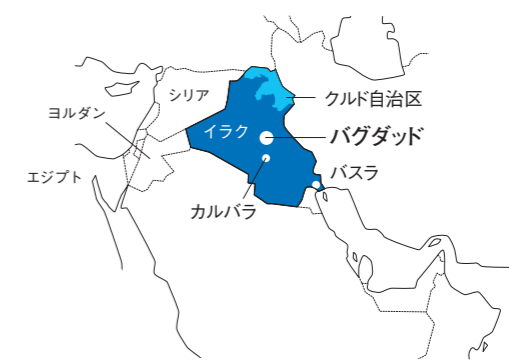 シリア
クルド自治区
ヨルダン
イラク
バグダッド
エジプト
バスラ
カルバラ